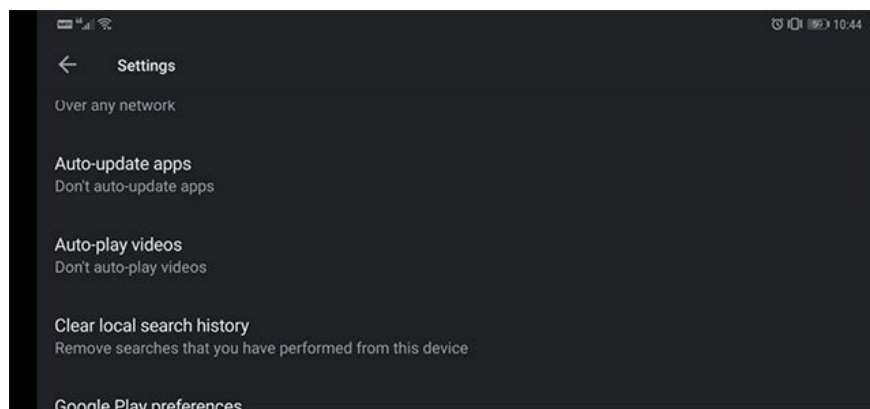 10:44
Settings
Over any network
Auto-update apps
Don't auto-update apps
Auto-play videos
Don't auto-play videos
Clear local search history
Remove searches that you have performed from this device
Google Play preferences